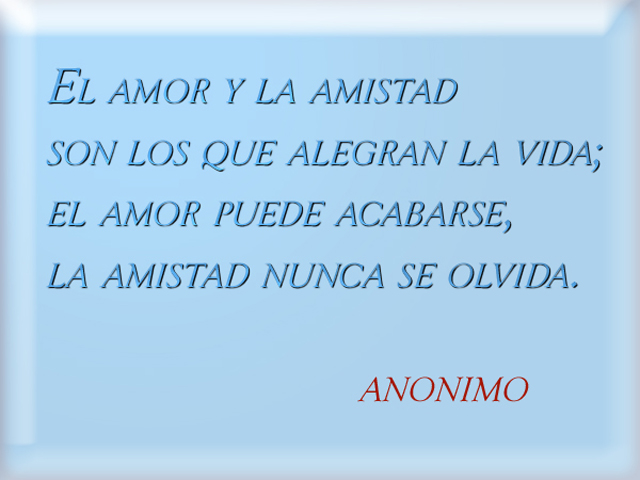 El amor y la amistad
son los que alegran la vida;
el amor puede acabarse,
la amistad nunca se olvida.
ANONIMO